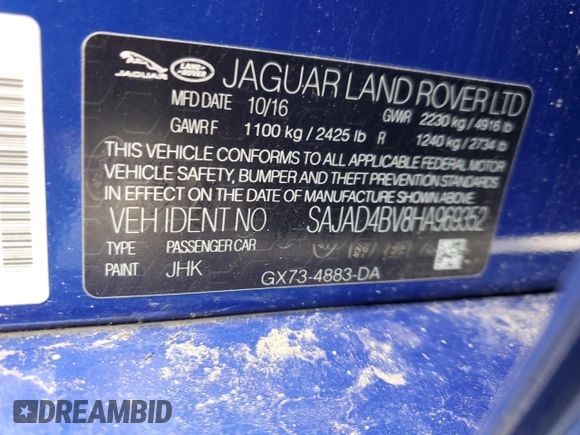 JAGUAR LAND ROVER JAGUAR LAND ROVER LTD
MFD DATE 10/16 GWR 2230 kg / 4916 lb
GAWR F 1100 kg / 2425 lb R 1240 kg / 2734 lb
THIS VEHICLE CONFORMS TO ALL APPLICABLE FEDERAL MOTOR
VEHICLE SAFETY, BUMPER AND THEFT PREVENTION STANDARDS
IN EFFECT ON THE DATE OF MANUFACTURE SHOWN ABOVE.
VEH IDENT NO. SAJAD4BV8HA969352
TYPE PASSENGER CAR
PAINT JHK GX73-4883-DA
DREAMBID